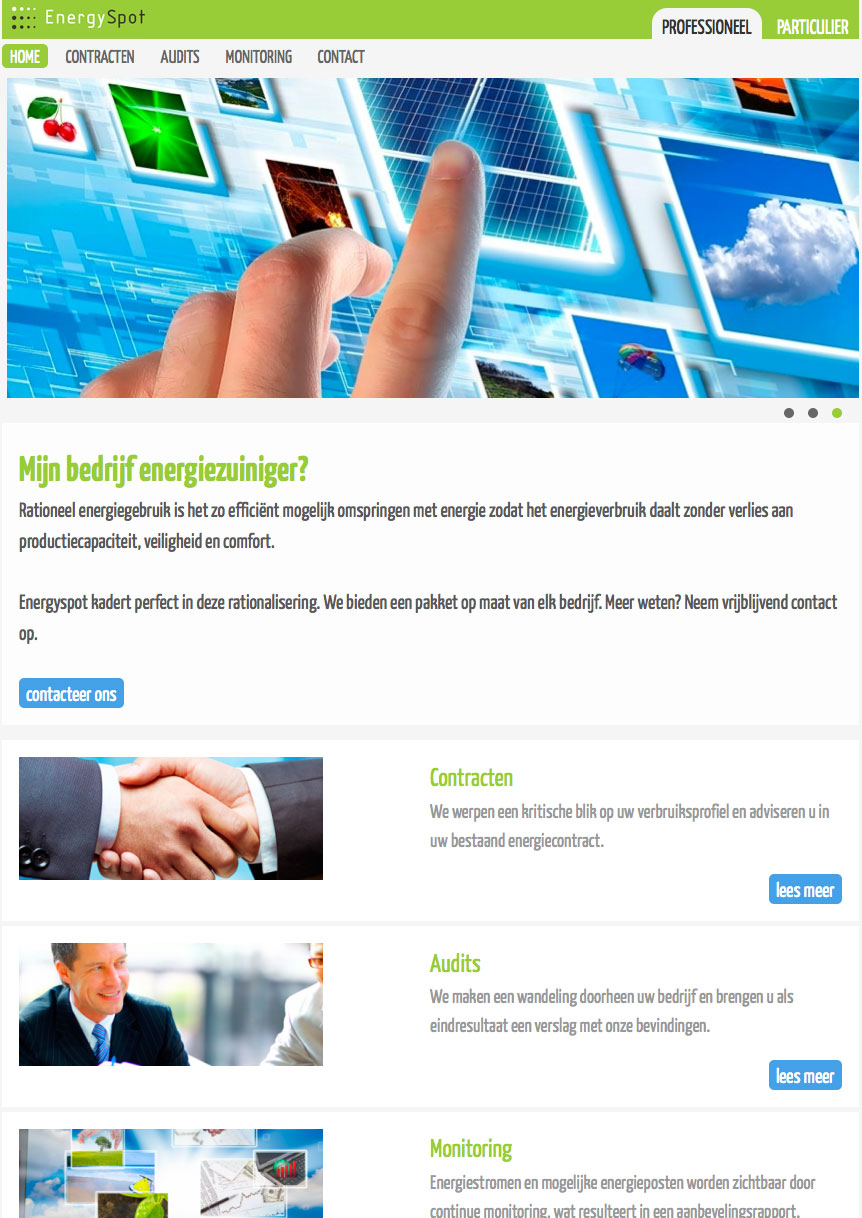 EnergySpot
PROFESSIONEEL PARTICULIER
HOME CONTRACTEN AUDITS MONITORING CONTACT
Mijn bedrijf energiezuiniger?
Rationeel energiegebruik is het zo efficiënt mogelijk omspringen met energie zodat het energieverbruik daalt zonder verlies aan
productiecapaciteit, veiligheid en comfort.
Energyspot kadert perfect in deze rationalisering. We bieden een pakket op maat van elk bedrijf. Meer weten? Neem vrijblijvend contact
op.
contacteer ons
Contracten
We werpen een kritische blik op uw verbruiksprofiel en adviseren u in
uw bestaand energiecontract.
lees meer
Audits
We maken een wandeling doorheen uw bedrijf en brengen u als
eindresultaat een verslag met onze bevindingen.
lees meer
Monitoring
Energiestromen en mogelijke energieposten worden zichtbaar door
continue monitoring, wat resulteert in een aanbevelingsrapport.